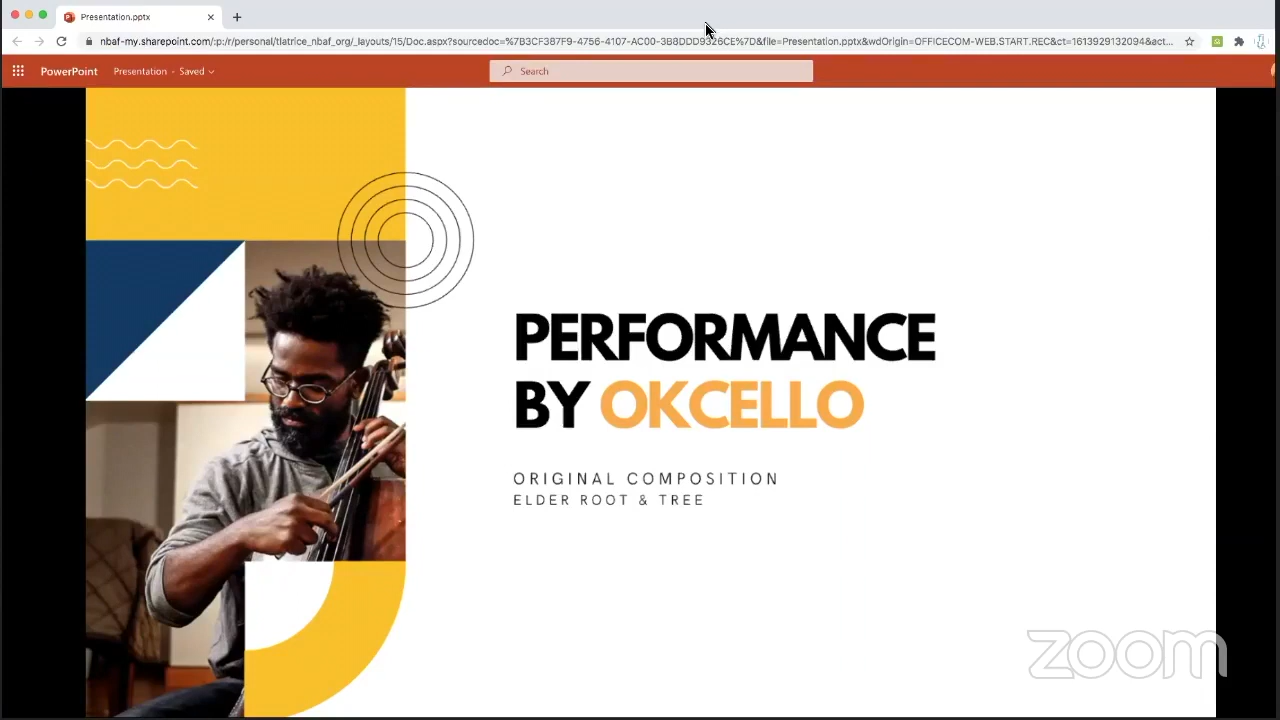 Presentation.pptx
nbaf-my.sharepoint.com/:p:/r/personal/tlatrice_nbaf_org/_layouts/15/Doc.aspx?sourcedoc=%7B3CF387F9-4756-4107-AC00-3B8DDD9326CE%7D&file=Presentation.pptx&wdOrigin=OFFICECOM-WEB.START.REC&ct=1613929132094&act...
PowerPoint Presentation - Saved Search
PERFORMANCE
BY OKCELLO
ORIGINAL COMPOSITION
ELDER ROOT & TREE
zoom